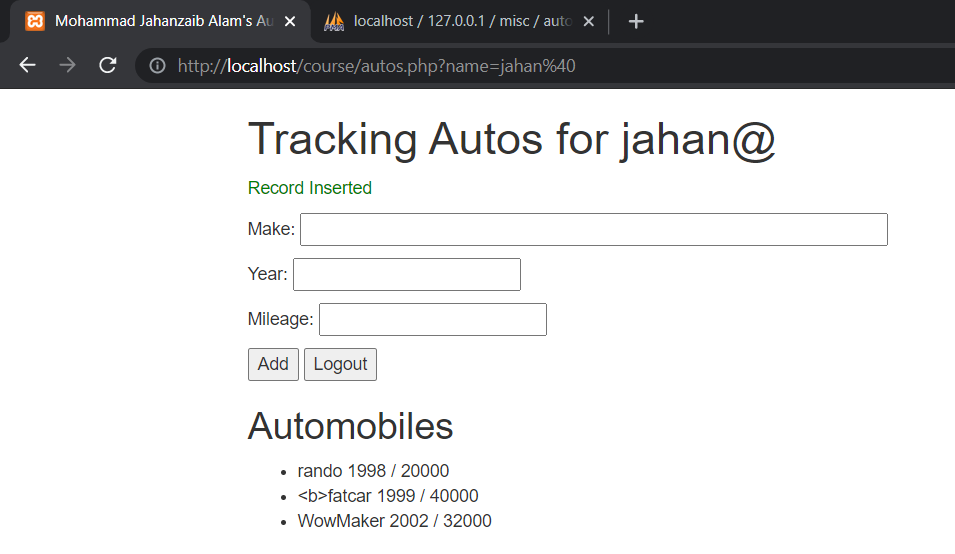 Mohammad Jahanzaib Alam's Au
localhost / 127.0.0.1 / misc / auto
http://localhost/course/autos.php?name=jahan%40
Tracking Autos for jahan@
Record Inserted
Make:
Year:
Mileage:
Add Logout
Automobiles
• rando 1998 / 20000
• <b>fatcar 1999 / 40000
• WowMaker 2002 / 32000